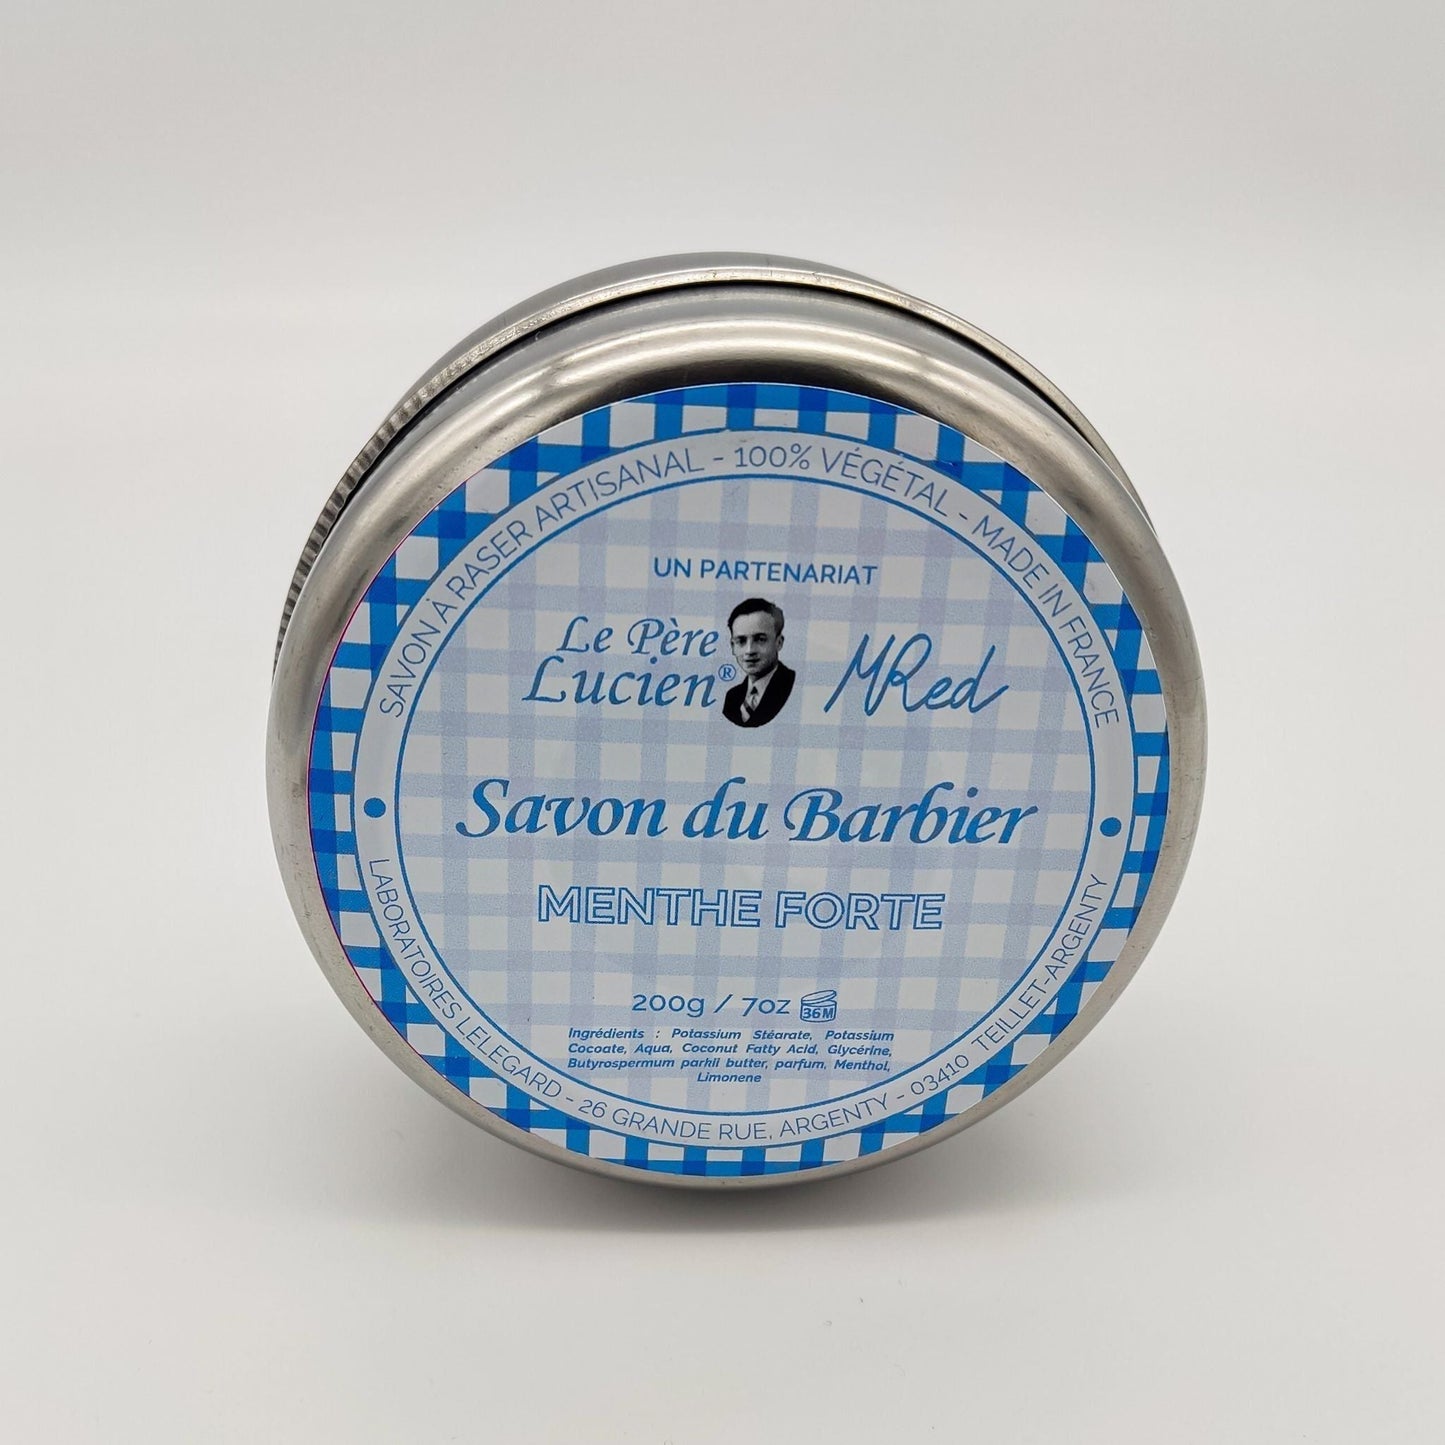 SAVON À RASER ARTISANAL - 100% VÉGÉTAL - MADE IN FRANCE
UN PARTENARIAT
Le Père
Lucien®
MRed
Savon du Barbier
MENTHE FORTE
200g / 7oz 36M
Ingrédients : Potassium Stéarate, Potassium
Cocoate, Aqua, Coconut Fatty Acid, Glycérine,
Butyrospermum parkii butter, parfum, Menthol,
Limonene
LABORATOIRES LELEGARD - 26 GRANDE RUE, ARGENTY - 03410 TEILLET-ARGENTY